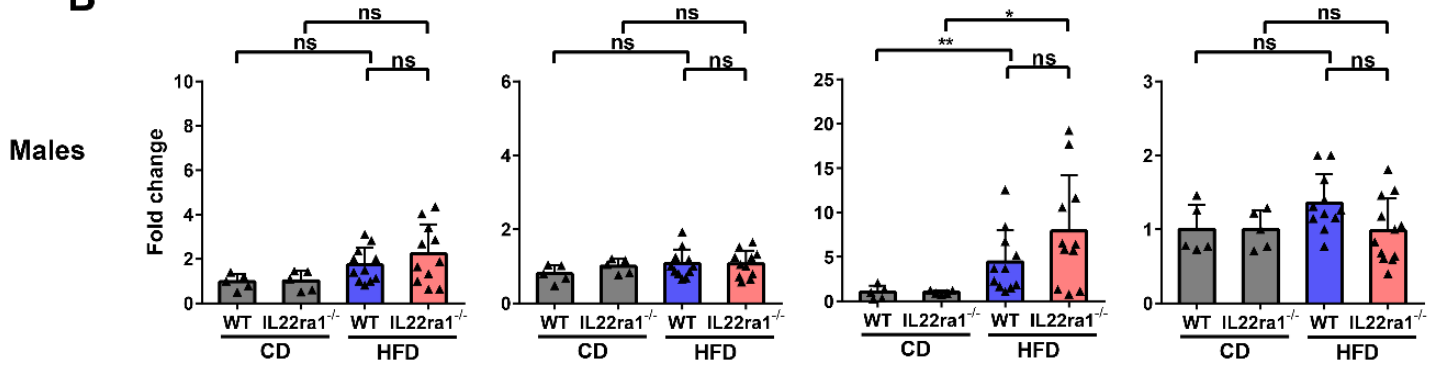 B
ns ns * ns
ns ns ** ns
ns ns ns ns
Males
Fold change
10
8
6
4
2
0
6
4
2
0
25
20
15
10
5
0
3
2
1
0
WT IL22ra1-/- WT IL22ra1-/- WT IL22ra1-/- WT IL22ra1-/- WT IL22ra1-/- WT IL22ra1-/- WT IL22ra1-/- WT IL22ra1-/-
CD HFD CD HFD CD HFD CD HFD